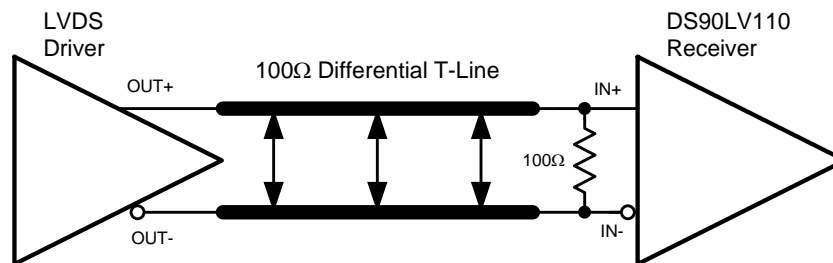 LVDS
Driver
DS90LV110
Receiver
100Ω Differential T-Line
OUT+
IN+
100Ω
OUT-
IN-